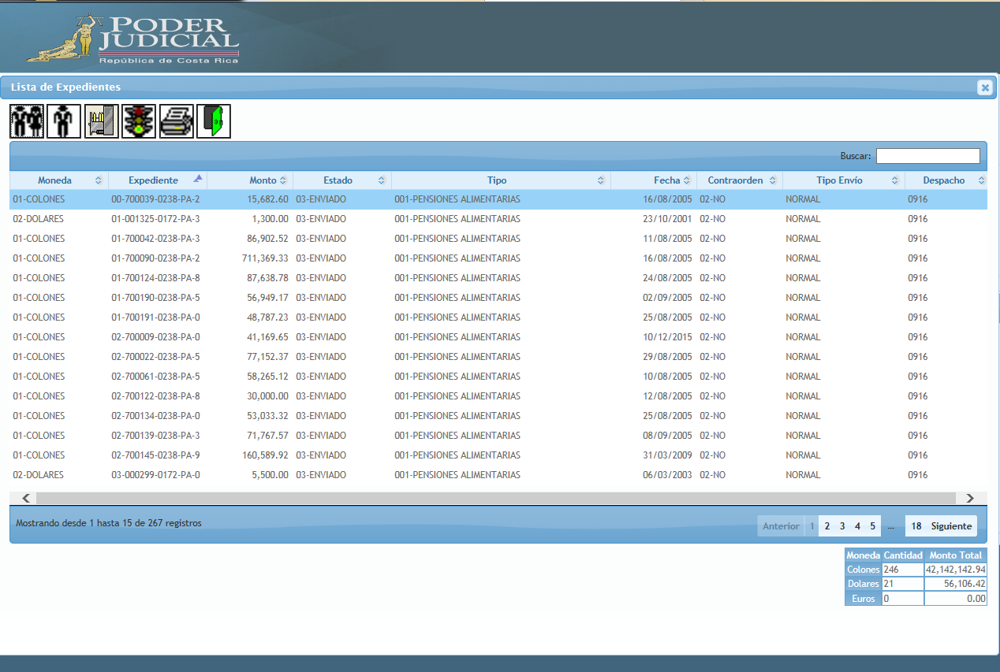 PODER
JUDICIAL
República de Costa Rica
Lista de Expedientes
Buscar:
Moneda Expediente Monto Estado Tipo Fecha Contraorden Tipo Envío Despacho
01-COLONES 00-700039-0238-PA-2 15,682.60 03-ENVIADO 001-PENSIONES ALIMENTARIAS 16/08/2005 02-NO NORMAL 0916
02-DOLARES 01-001325-0172-PA-3 1,300.00 03-ENVIADO 001-PENSIONES ALIMENTARIAS 23/10/2001 02-NO NORMAL 0916
01-COLONES 01-700042-0238-PA-3 86,902.52 03-ENVIADO 001-PENSIONES ALIMENTARIAS 11/08/2005 02-NO NORMAL 0916
01-COLONES 01-700090-0238-PA-2 711,369.33 03-ENVIADO 001-PENSIONES ALIMENTARIAS 16/08/2005 02-NO NORMAL 0916
01-COLONES 01-700124-0238-PA-8 87,638.78 03-ENVIADO 001-PENSIONES ALIMENTARIAS 24/08/2005 02-NO NORMAL 0916
01-COLONES 01-700190-0238-PA-5 56,949.17 03-ENVIADO 001-PENSIONES ALIMENTARIAS 02/09/2005 02-NO NORMAL 0916
01-COLONES 01-700191-0238-PA-0 48,787.23 03-ENVIADO 001-PENSIONES ALIMENTARIAS 25/08/2005 02-NO NORMAL 0916
01-COLONES 02-700009-0238-PA-0 41,169.65 03-ENVIADO 001-PENSIONES ALIMENTARIAS 10/12/2015 02-NO NORMAL 0916
01-COLONES 02-700022-0238-PA-5 77,152.37 03-ENVIADO 001-PENSIONES ALIMENTARIAS 29/08/2005 02-NO NORMAL 0916
01-COLONES 02-700061-0238-PA-5 58,265.12 03-ENVIADO 001-PENSIONES ALIMENTARIAS 10/08/2005 02-NO NORMAL 0916
01-COLONES 02-700122-0238-PA-8 30,000.00 03-ENVIADO 001-PENSIONES ALIMENTARIAS 12/08/2005 02-NO NORMAL 0916
01-COLONES 02-700134-0238-PA-0 53,033.32 03-ENVIADO 001-PENSIONES ALIMENTARIAS 25/08/2005 02-NO NORMAL 0916
01-COLONES 02-700139-0238-PA-3 71,767.57 03-ENVIADO 001-PENSIONES ALIMENTARIAS 08/09/2005 02-NO NORMAL 0916
01-COLONES 02-700145-0238-PA-9 160,589.92 03-ENVIADO 001-PENSIONES ALIMENTARIAS 31/03/2009 02-NO NORMAL 0916
02-DOLARES 03-000299-0172-PA-0 5,500.00 03-ENVIADO 001-PENSIONES ALIMENTARIAS 06/03/2003 02-NO NORMAL 0916
Mostrando desde 1 hasta 15 de 267 registros Anterior 1 2 3 4 5 ... 18 Siguiente
Moneda Cantidad Monto Total
Colones 246 42,142,142.94
Dolares 21 56,106.42
Euros 0 0.00